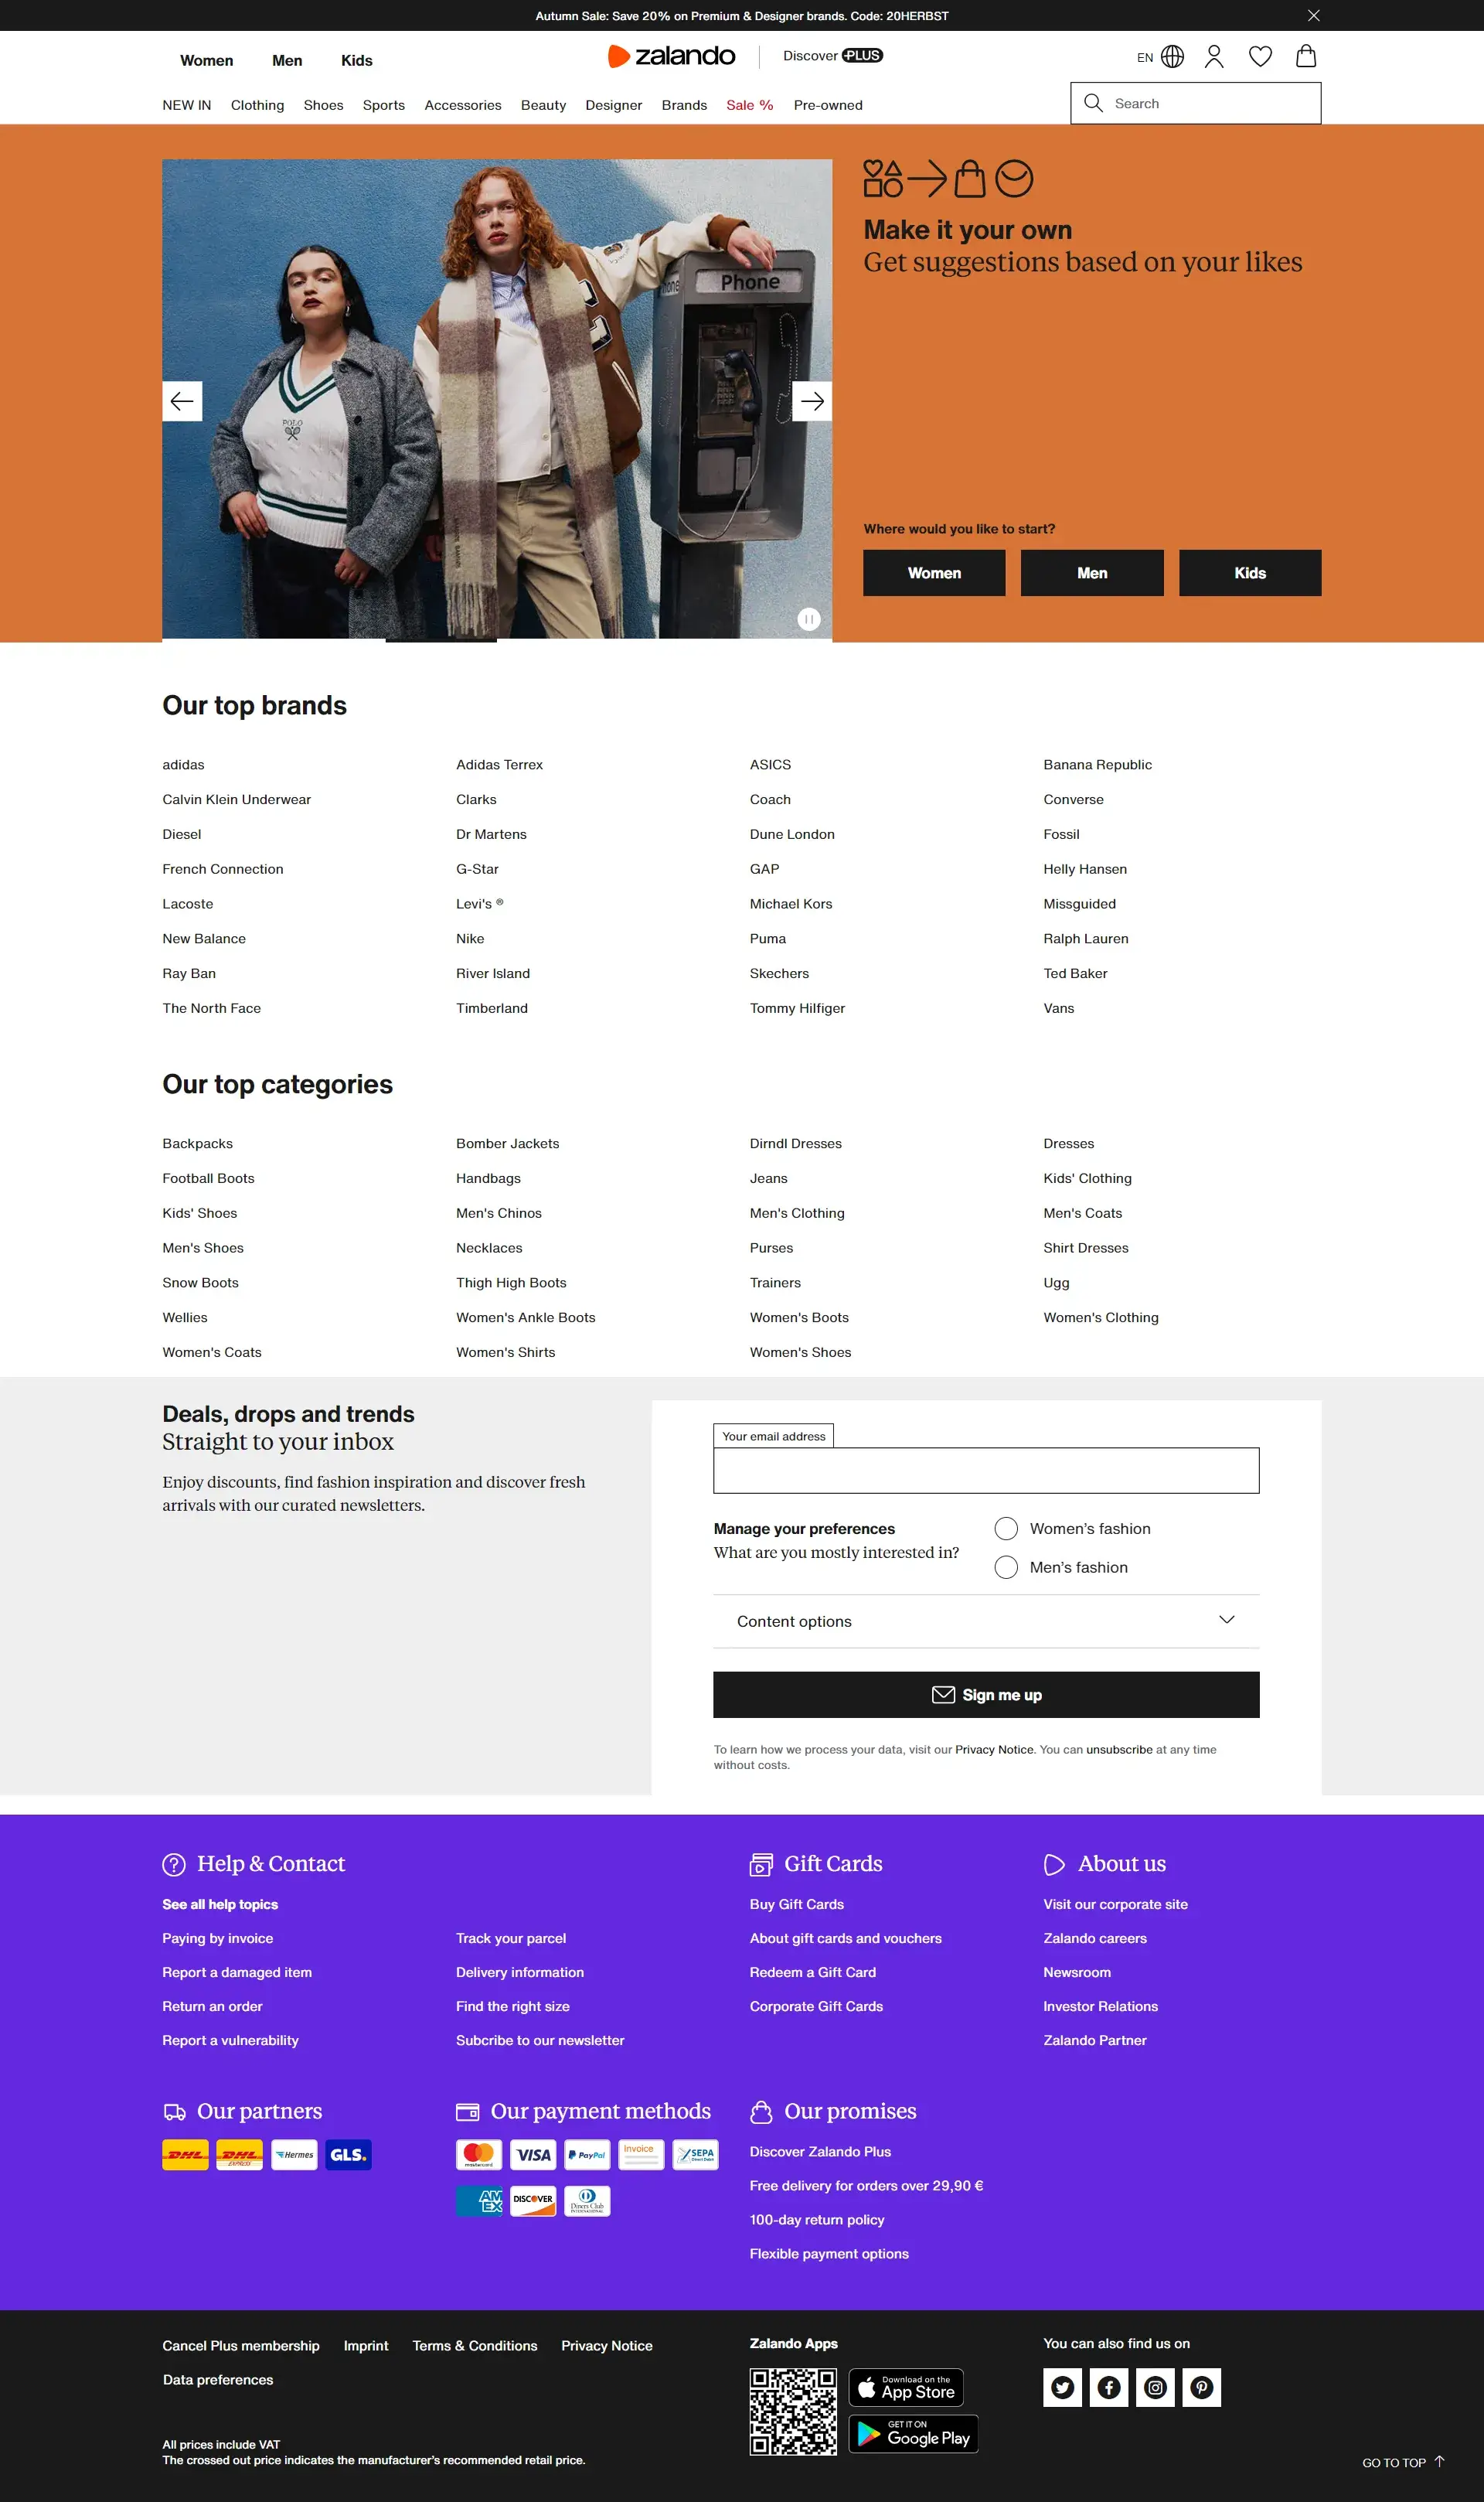 Autumn Sale: Save 20% on Premium & Designer brands. Code: 20HERBST
Women Men Kids
zalando
Discover PLUS
EN
NEW IN Clothing Shoes Sports Accessories Beauty Designer Brands Sale % Pre-owned
Search
Phone
POLO
Make it your own
Get suggestions based on your likes
Where would you like to start?
Women Men Kids
Our top brands
adidas Adidas Terrex ASICS Banana Republic
Calvin Klein Underwear Clarks Coach Converse
Diesel Dr Martens Dune London Fossil
French Connection G-Star GAP Helly Hansen
Lacoste Levi's ® Michael Kors Missguided
New Balance Nike Puma Ralph Lauren
Ray Ban River Island Skechers Ted Baker
The North Face Timberland Tommy Hilfiger Vans
Our top categories
Backpacks Bomber Jackets Dirndl Dresses Dresses
Football Boots Handbags Jeans Kids' Clothing
Kids' Shoes Men's Chinos Men's Clothing Men's Coats
Men's Shoes Necklaces Purses Shirt Dresses
Snow Boots Thigh High Boots Trainers Ugg
Wellies Women's Ankle Boots Women's Boots Women's Clothing
Women's Coats Women's Shirts Women's Shoes
Deals, drops and trends
Straight to your inbox
Enjoy discounts, find fashion inspiration and discover fresh
arrivals with our curated newsletters.
Your email address
Manage your preferences
What are you mostly interested in?
Women’s fashion
Men’s fashion
Content options
Sign me up
To learn how we process your data, visit our Privacy Notice. You can unsubscribe at any time
without costs.
Help & Contact
See all help topics
Paying by invoice Track your parcel
Report a damaged item Delivery information
Return an order Find the right size
Report a vulnerability Subcribe to our newsletter
Gift Cards
Buy Gift Cards
About gift cards and vouchers
Redeem a Gift Card
Corporate Gift Cards
About us
Visit our corporate site
Zalando careers
Newsroom
Investor Relations
Zalando Partner
Our partners
DHL DHL EXPRESS Hermes GLS.
Our payment methods
mastercard VISA PayPal Invoice SEPA Direct Debit
AMEX DISCOVER Diners Club INTERNATIONAL
Our promises
Discover Zalando Plus
Free delivery for orders over 29,90 €
100-day return policy
Flexible payment options
Cancel Plus membership Imprint Terms & Conditions Privacy Notice
Data preferences
All prices include VAT
The crossed out price indicates the manufacturer’s recommended retail price.
Zalando Apps
Download on the
App Store
GET IT ON
Google Play
You can also find us on
GO TO TOP